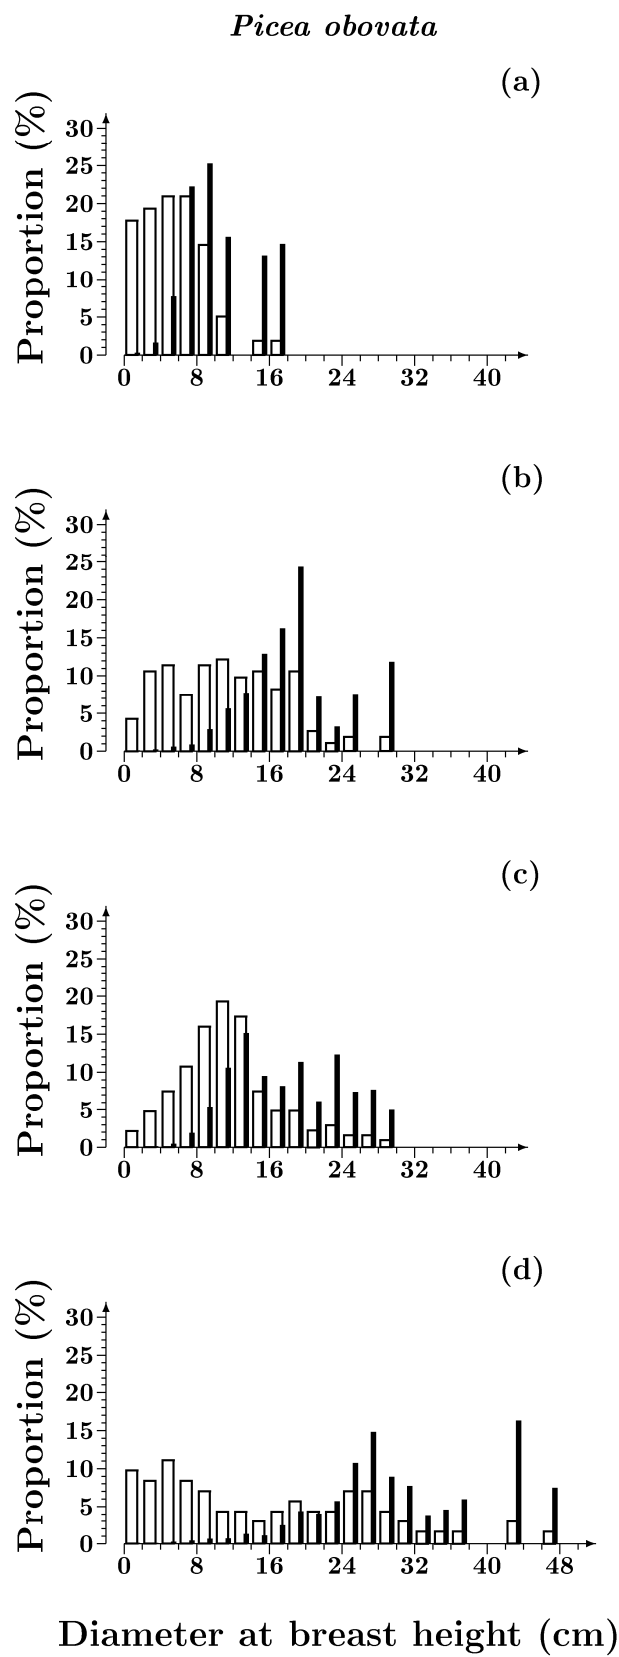 Picea obovata
(a)
Proportion (%)
30
25
20
15
10
5
0
0 8 16 24 32 40
(b)
Proportion (%)
30
25
20
15
10
5
0
0 8 16 24 32 40
(c)
Proportion (%)
30
25
20
15
10
5
0
0 8 16 24 32 40
(d)
Proportion (%)
30
25
20
15
10
5
0
0 8 16 24 32 40 48
Diameter at breast height (cm)